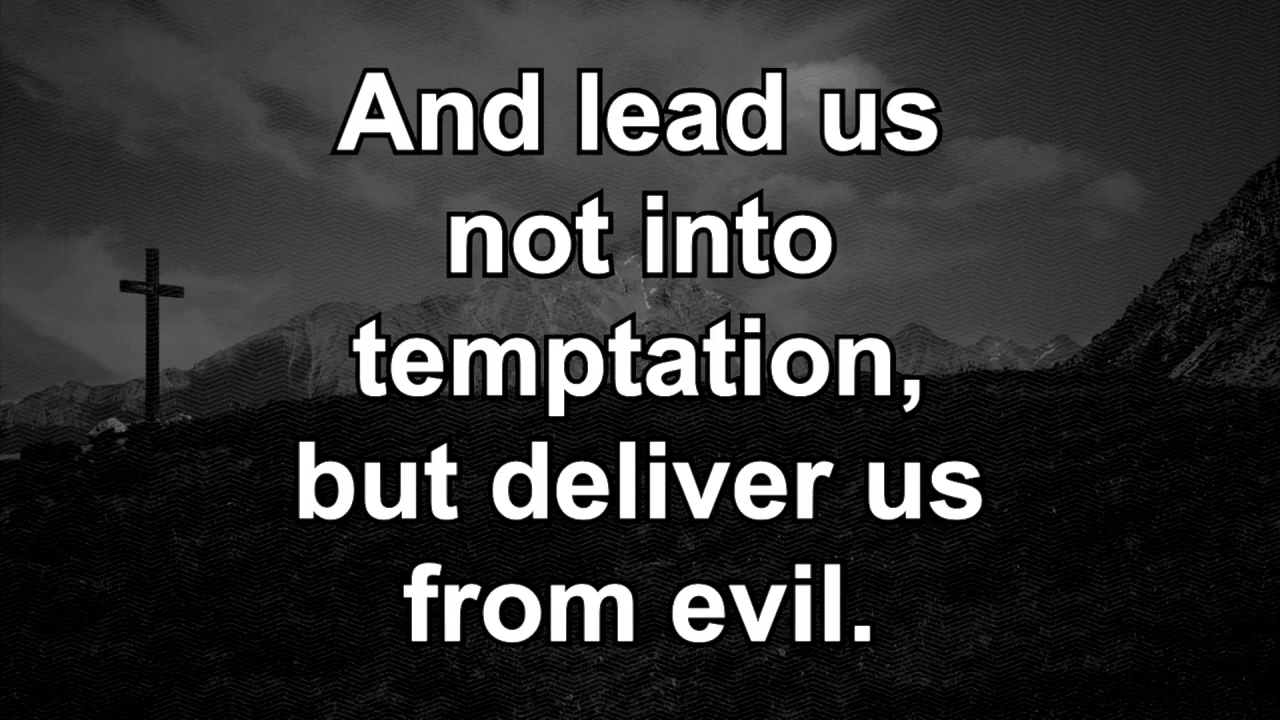 And lead us
not into
temptation,
but deliver us
from evil.